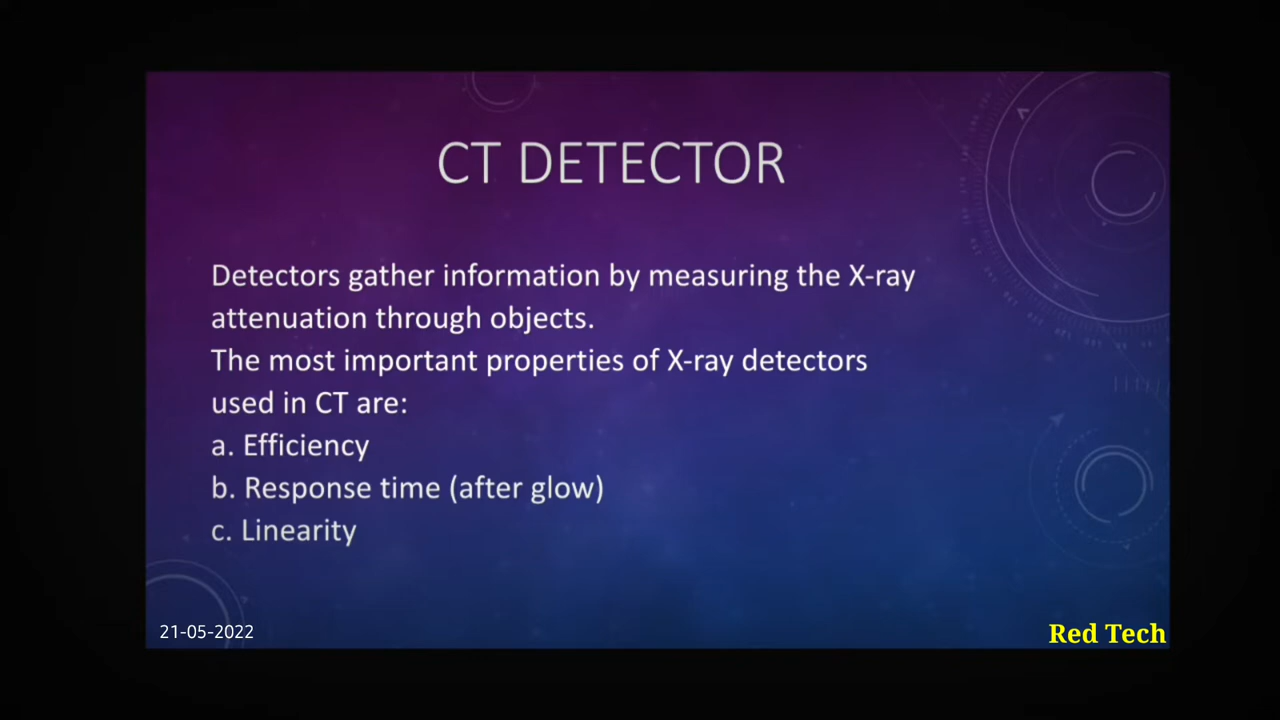 CT DETECTOR
Detectors gather information by measuring the X-ray
attenuation through objects.
The most important properties of X-ray detectors
used in CT are:
a. Efficiency
b. Response time (after glow)
c. Linearity
21-05-2022
Red Tech